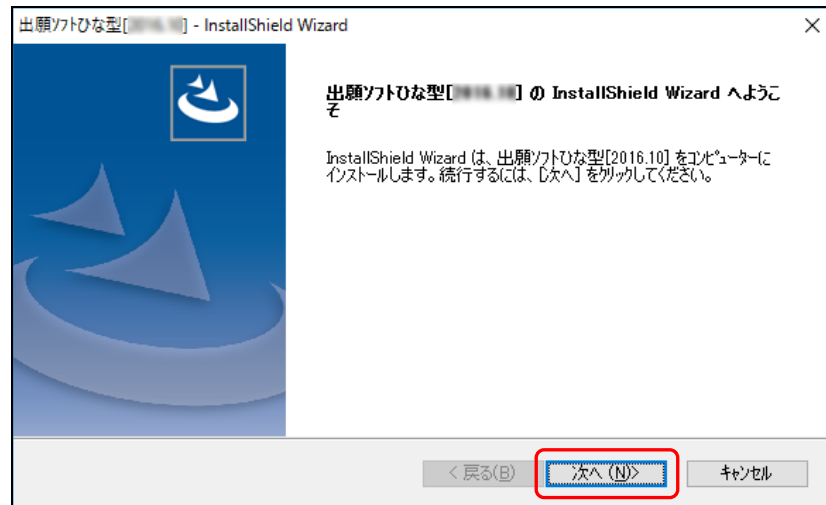 出願ソフトひな型[] - InstallShield Wizard
出願ソフトひな型[] の InstallShield Wizard へようこ
そ
InstallShield Wizard は、出願ソフトひな型[2016.10] をコンピューターに
インストールします。続行するには、[次へ] をクリックしてください。
< 戻る(B)
次へ (N)>
キャンセル